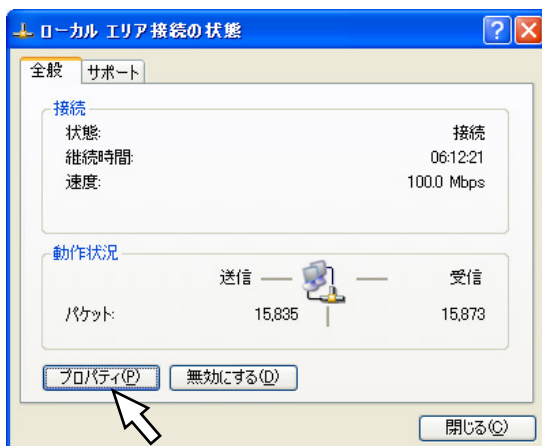 ローカル エリア接続の状態
全般 サポート
接続
状態: 接続
継続時間: 06:12:21
速度: 100.0 Mbps
動作状況
送信 受信
パケット: 15,835 15,873
プロパティ(P) 無効にする(D)
閉じる(C)